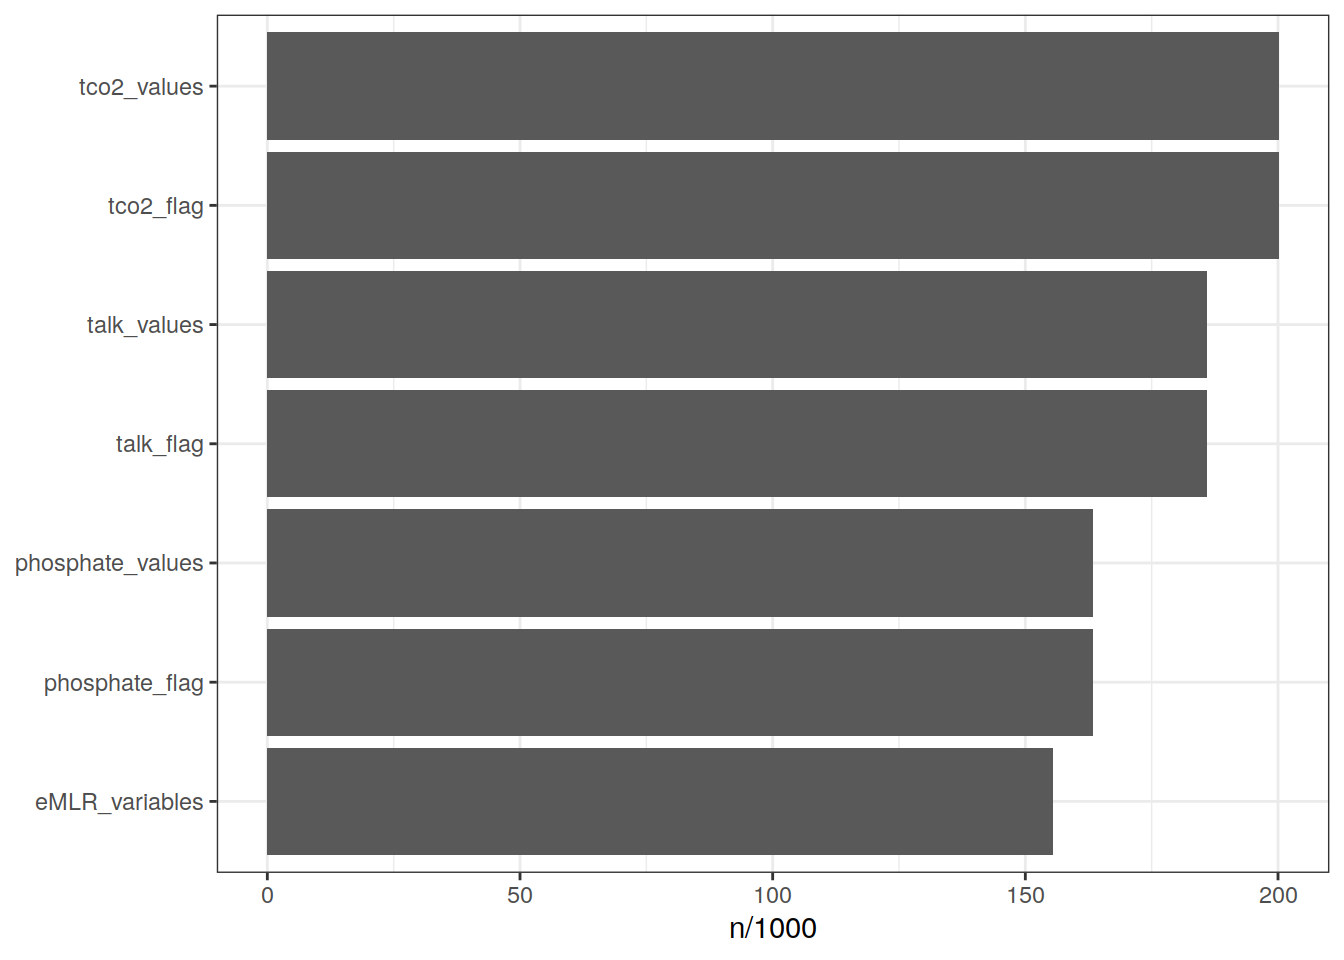 tco2_values
tco2_flag
talk_values
talk_flag
phosphate_values
phosphate_flag
eMLR_variables
0 50 100 150 200
n/1000